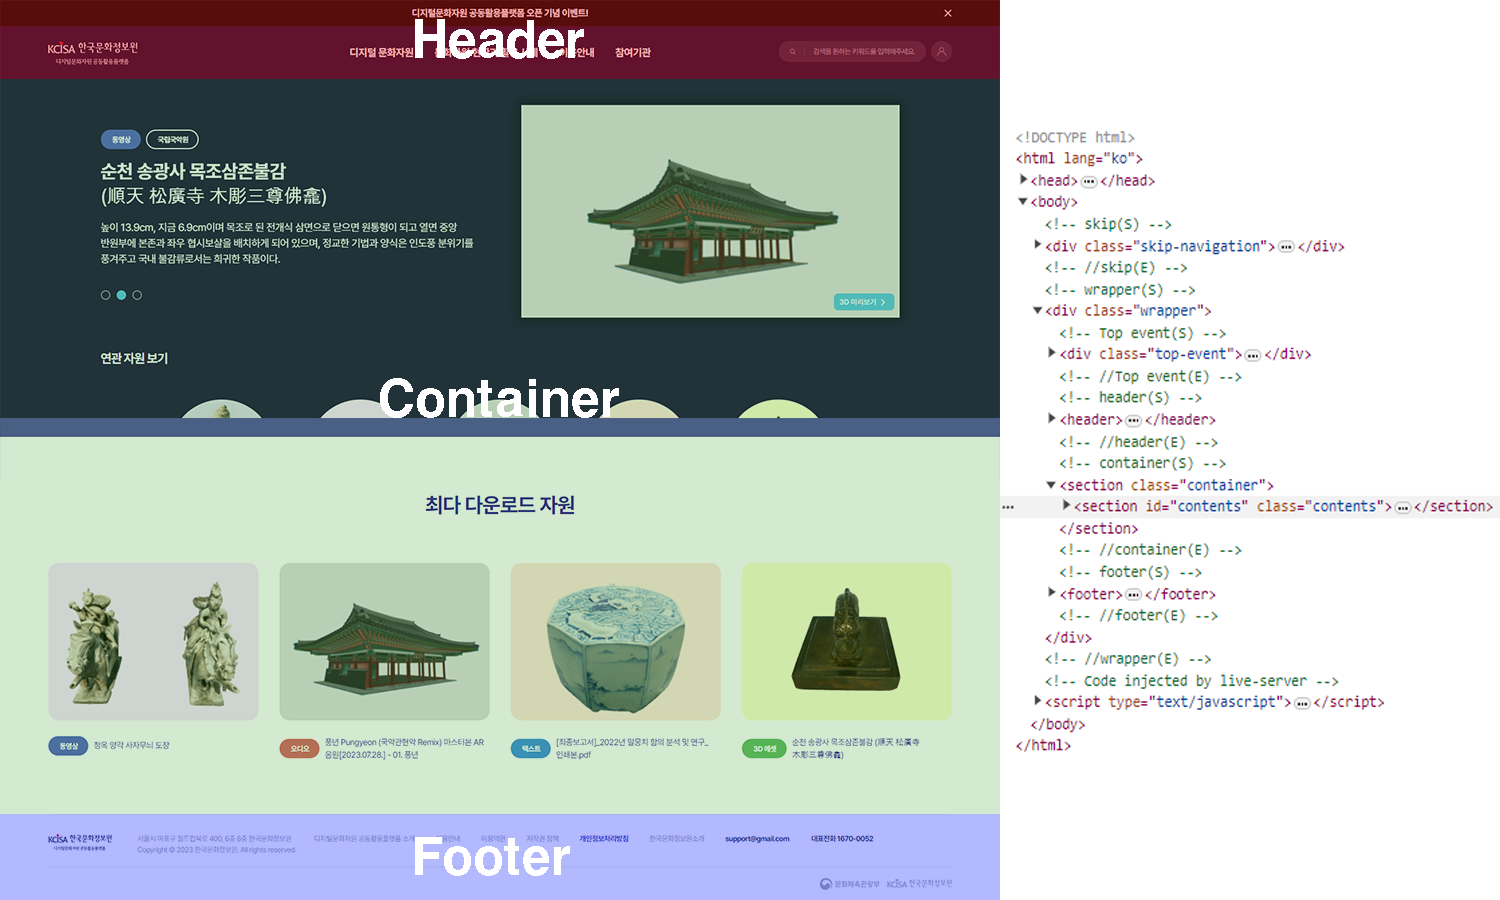 디지털문화자원 공동활용플랫폼 오픈 기념 이벤트!
Header
KCISA 한국문화정보원
디지털문화자원 공동활용플랫폼
디지털 문화자원
참여기관
검색을 원하는 키워드를 입력해주세요.
동영상
국립국악원
순천 송광사 목조삼존불감
(順天 松廣寺 木彫三尊佛龕)
높이 13.9cm, 지금 6.9cm이며 목조로 된 전개식 삼면으로 닫으면 원통형이 되고 열면 중앙
반원부에 본존과 좌우 협시보살을 배치하게 되어 있으며, 정교한 기법과 양식은 인도풍 분위기를
풍겨주고 국내 불감류로서는 희귀한 작품이다.
3D 미리보기
연관 자원 보기
Container
최다 다운로드 자원
동영상 청옥 양각 사자무늬 도장
오디오 풍년 Pungyeon (국악관현악 Remix) 마스터본 AR
음원[2023.07.28.] - 01. 풍년
텍스트 [최종보고서]_2022년 말뭉치 함의 분석 및 연구_
인쇄본.pdf
3D 에셋 순천 송광사 목조삼존불감 (順天 松廣寺
木彫三尊佛龕)
KCISA 한국문화정보원
디지털문화자원 공동활용플랫폼
서울시 마포구 월드컵북로 400, 6층 8층 한국문화정보원
Copyright © 2023 한국문화정보원. All rights reserved.
디지털문화자원 공동활용플랫폼 소개
이용약관
저작권 정책
개인정보처리방침
한국문화정보원소개
support@gmail.com
대표전화 1670-0052
Footer
문화체육관광부
KCISA 한국문화정보원
<!DOCTYPE html>
<html lang="ko">
<head>…</head>
<body>
<!-- skip(S) -->
<div class="skip-navigation">…</div>
<!-- //skip(E) -->
<!-- wrapper(S) -->
<div class="wrapper">
<!-- Top event(S) -->
<div class="top-event">…</div>
<!-- //Top event(E) -->
<!-- header(S) -->
<header>…</header>
<!-- //header(E) -->
<!-- container(S) -->
<section class="container">
<section id="contents" class="contents">…</section>
</section>
<!-- //container(E) -->
<!-- footer(S) -->
<footer>…</footer>
<!-- //footer(E) -->
</div>
<!-- //wrapper(E) -->
<!-- Code injected by live-server -->
<script type="text/javascript">…</script>
</body>
</html>